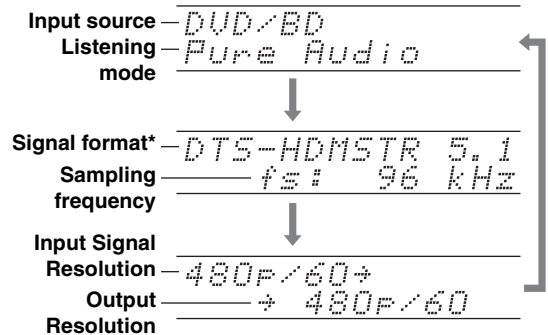 Input source
DVD/BD
Listening
mode
Pure Audio
Signal format*
DTS-HDMSTR 5.1
Sampling
frequency
fs: 96 kHz
Input Signal
Resolution
480p/60→
Output
Resolution
→ 480p/60